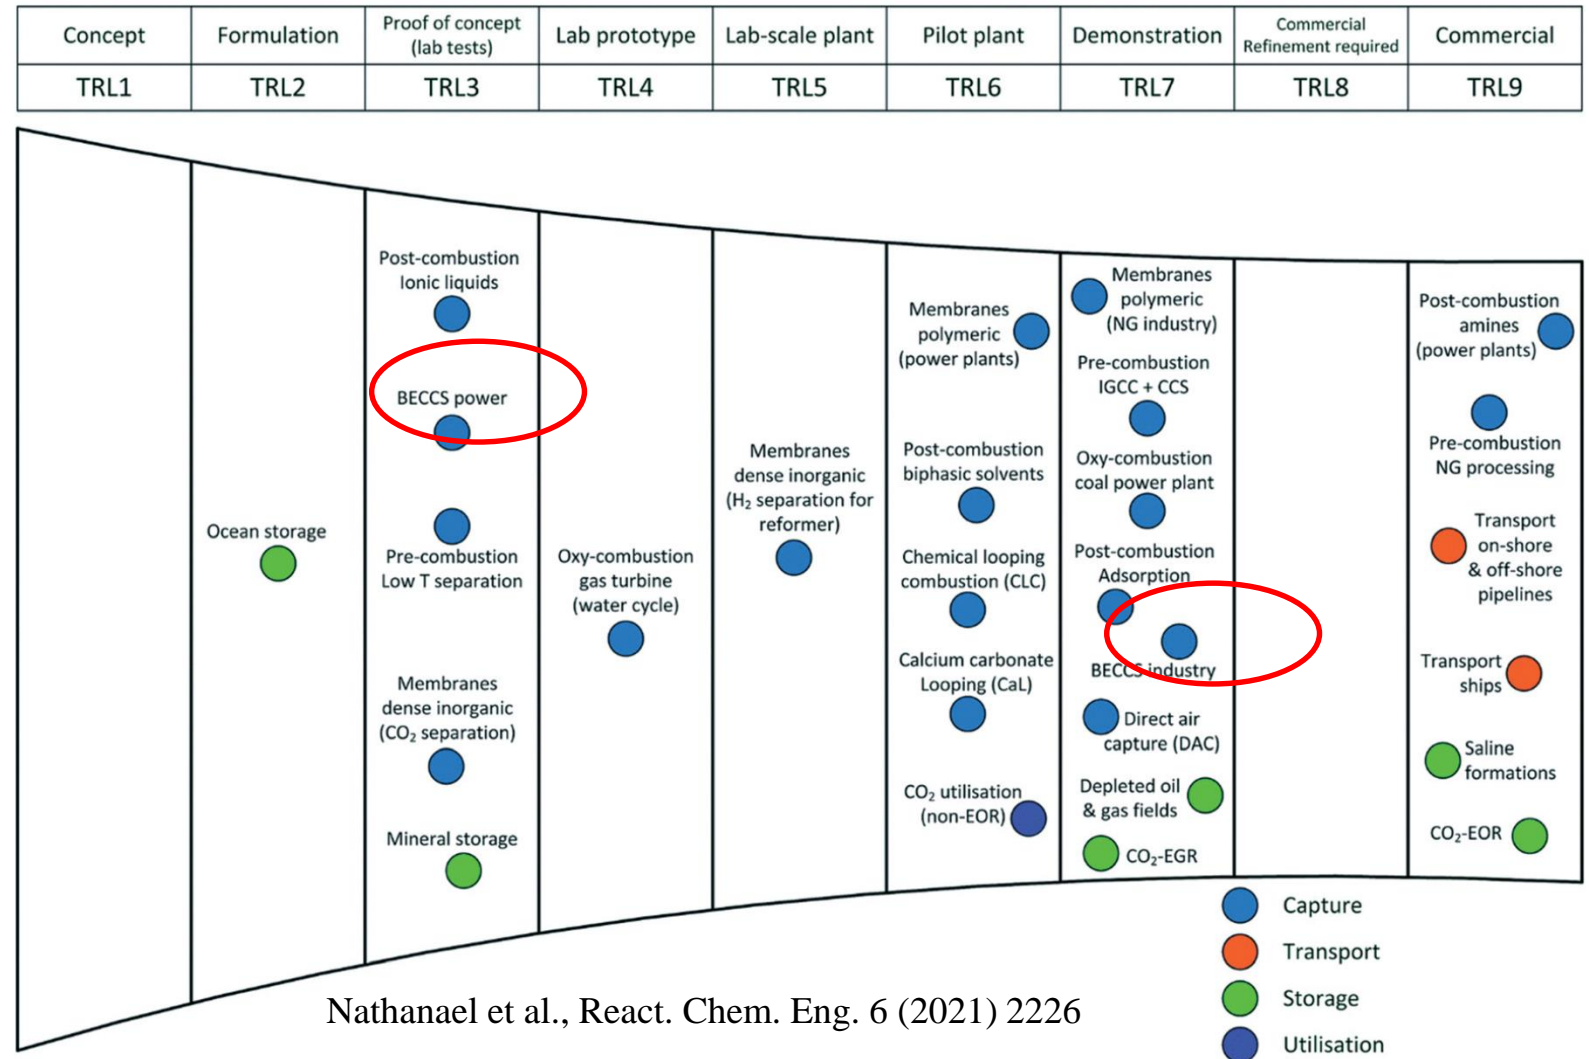 Concept
Formulation
Proof of concept
(lab tests)
Lab prototype
Lab-scale plant
Pilot plant
Demonstration
Commercial
Refinement required
Commercial
TRL1
TRL2
TRL3
TRL4
TRL5
TRL6
TRL7
TRL8
TRL9
Ocean storage
Post-combustion
Ionic liquids
BECCS power
Pre-combustion
Low T separation
Membranes
dense inorganic
(CO₂ separation)
Mineral storage
Oxy-combustion
gas turbine
(water cycle)
Membranes
dense inorganic
(H₂ separation for
reformer)
Membranes
polymeric
(power plants)
Post-combustion
biphasic solvents
Chemical looping
combustion (CLC)
Calcium carbonate
Looping (CaL)
CO₂ utilisation
(non-EOR)
Membranes
polymeric
(NG industry)
Pre-combustion
IGCC + CCS
Oxy-combustion
coal power plant
Post-combustion
Adsorption
BECCS industry
Direct air
capture (DAC)
Depleted oil
& gas fields
CO₂-EGR
Post-combustion
amines
(power plants)
Pre-combustion
NG processing
Transport
on-shore
& off-shore
pipelines
Transport
ships
Saline
formations
CO₂-EOR
Capture
Transport
Storage
Utilisation
Nathanael et al., React. Chem. Eng. 6 (2021) 2226